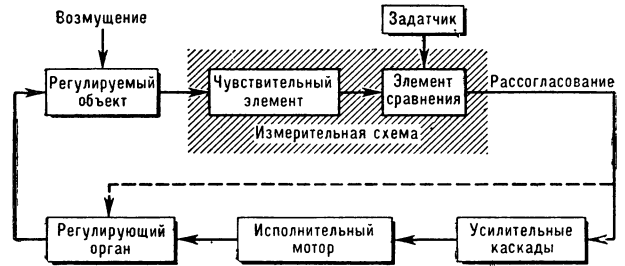 Возмущение
Задатчик
Регулируемый
объект
Чувствительный
элемент
Элемент
сравнения
Рассогласование
Измерительная схема
Регулирующий
орган
Исполнительный
мотор
Усилительные
каскады